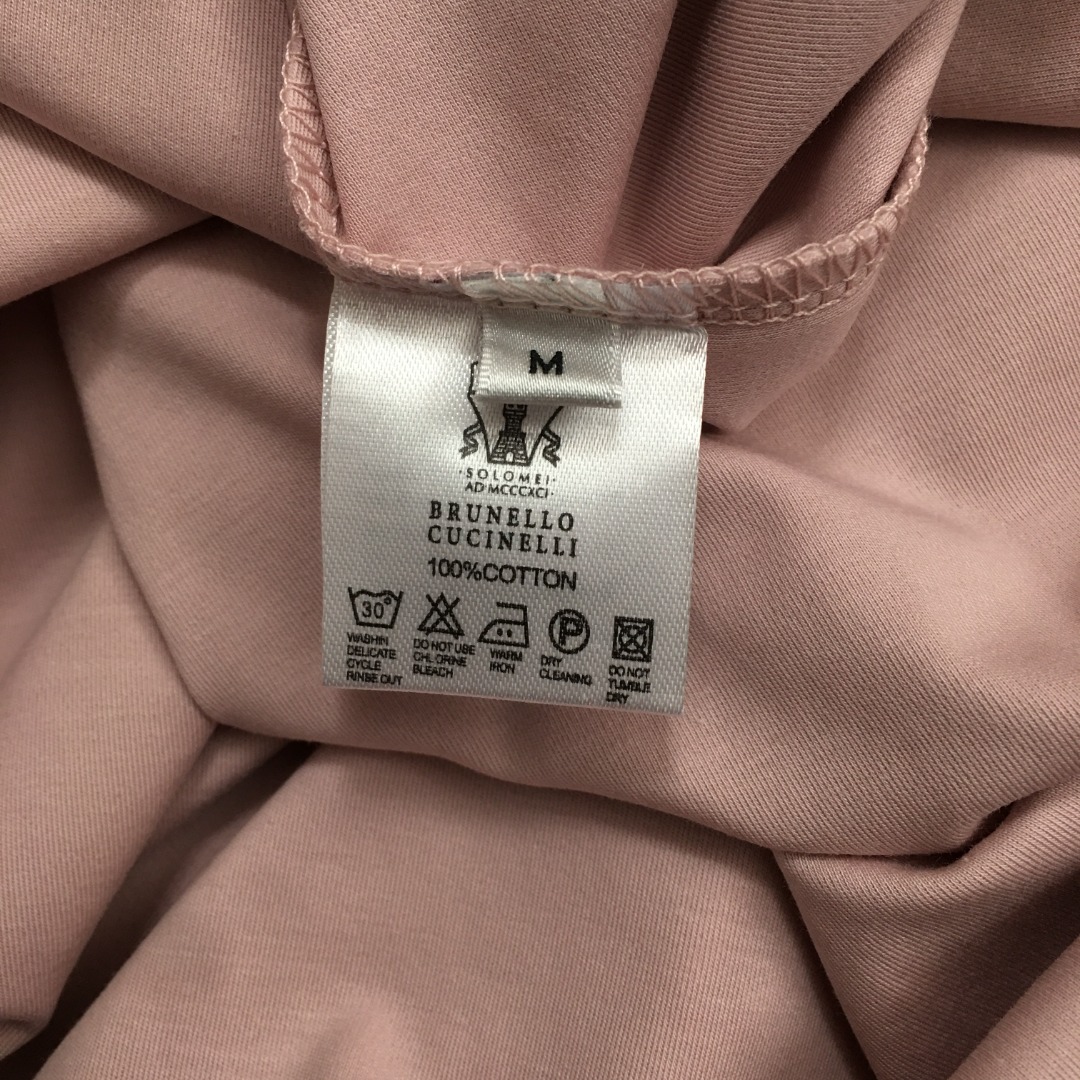 M
·SOLOMEI·
AD·MCCCXCI·
BRUNELLO
CUCINELLI
100%COTTON
30°
WASHIN
DELICATE
CYCLE
RINSE OUT
DO NOT USE
CHLORINE
BLEACH
WARM
IRON
P
DRY
CLEANING
DO NOT
TUMBLE
DRY